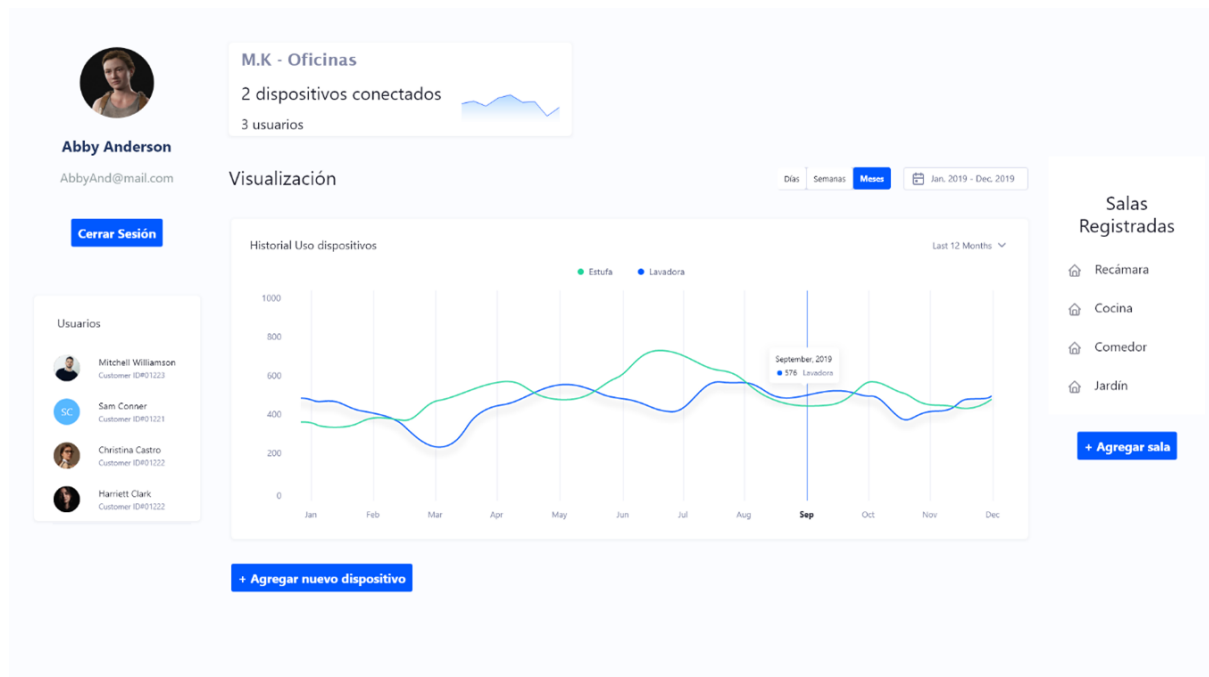 Abby Anderson
AbbyAnd@mail.com
Cerrar Sesión
Usuarios
Mitchell Williamson
Customer ID#01223
SC
Sam Conner
Customer ID#01221
Christina Castro
Customer ID#01222
Harriett Clark
Customer ID#01222
M.K - Oficinas
2 dispositivos conectados
3 usuarios
Visualización
Días
Semanas
Meses
Jan. 2019 - Dec. 2019
Historial Uso dispositivos
Last 12 Months
Estufa
Lavadora
1000
800
600
400
200
0
September, 2019
576 Lavadora
Jan
Feb
Mar
Apr
May
Jun
Jul
Aug
Sep
Oct
Nov
Dec
+ Agregar nuevo dispositivo
Salas
Registradas
Recámara
Cocina
Comedor
Jardín
+ Agregar sala